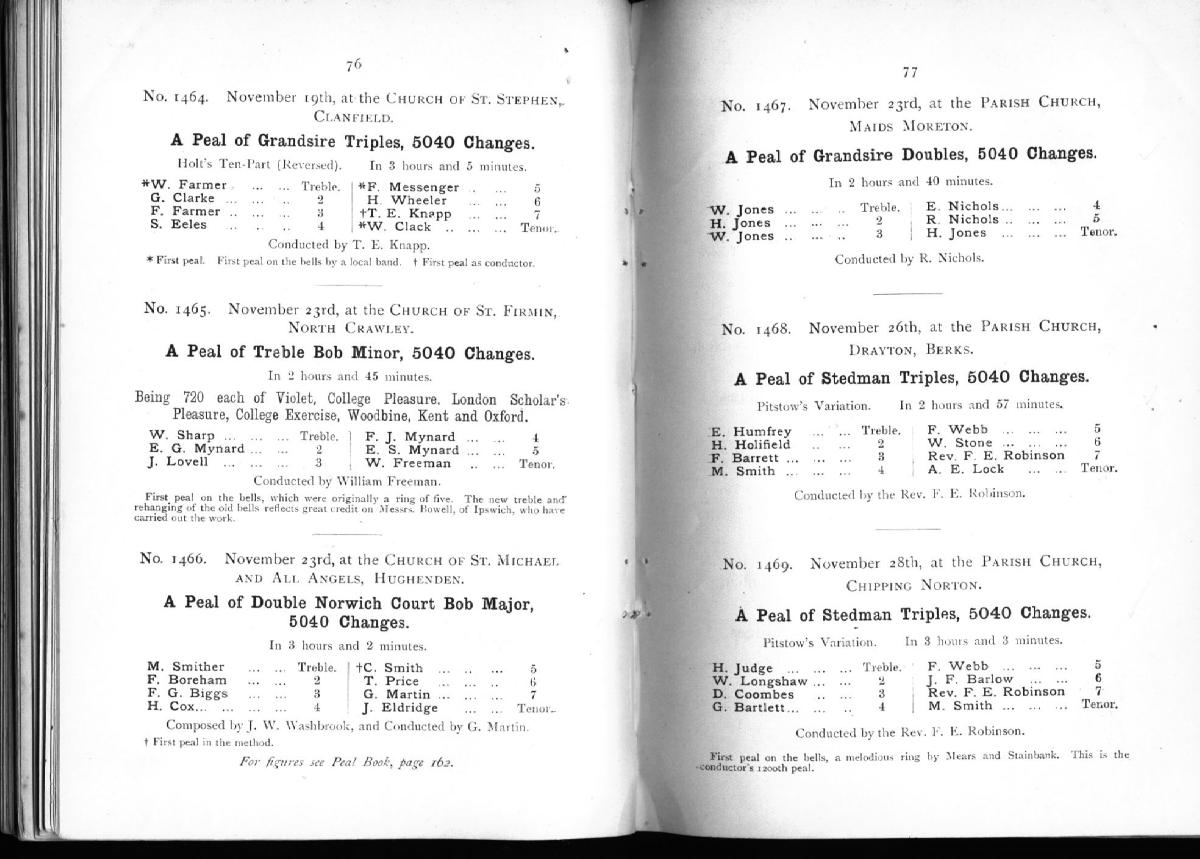 76
No. 1464. November 19th, at the Church of St. Stephen,
Clanfield.
A Peal of Grandsire Triples, 5040 Changes.
Holt's Ten-Part (Reversed). In 3 hours and 5 minutes.
*W. Farmer ... ... Treble. *F. Messenger .. ... 5
G. Clarke ... ... .. 2 H. Wheeler ... ... 6
F. Farmer .. ... .. 3 †T. E. Knapp ... ... 7
S. Eeles .. .. .. 4 *W. Clack .. ... ... Tenor.
Conducted by T. E. Knapp.
* First peal. First peal on the bells by a local band. † First peal as conductor.
No. 1465. November 23rd, at the Church of St. Firmin,
North Crawley.
A Peal of Treble Bob Minor, 5040 Changes.
In 2 hours and 45 minutes.
Being 720 each of Violet, College Pleasure, London Scholar's
Pleasure, College Exercise, Woodbine, Kent and Oxford.
W. Sharp ... ... ... Treble. F. J. Mynard ... ... 4
E. G. Mynard ... ... 2 E. S. Mynard ... ... 5
J. Lovell ... ... ... 3 W. Freeman .. ... Tenor.
Conducted by William Freeman.
First peal on the bells, which were originally a ring of five. The new treble and
rehanging of the old bells reflects great credit on Messrs. Bowell, of Ipswich, who have
carried out the work.
No. 1466. November 23rd, at the Church of St. Michael
and All Angels, Hughenden.
A Peal of Double Norwich Court Bob Major,
5040 Changes.
In 3 hours and 2 minutes.
M. Smither ... ... Treble. †C. Smith ... .. .. 5
F. Boreham ... ... 2 T. Price ... .. .. 6
F. G. Biggs ... ... 3 G. Martin ... ... ... 7
H. Cox... ... ... 4 J. Eldridge ... ... Tenor.
Composed by J. W. Washbrook, and Conducted by G. Martin.
† First peal in the method.
For figures see Peal Book, page 162.
77
No. 1467. November 23rd, at the Parish Church,
Maids Moreton.
A Peal of Grandsire Doubles, 5040 Changes.
In 2 hours and 40 minutes.
W. Jones ... ... .. Treble. E. Nichols... ... ... 4
H. Jones ... ... ... 2 R. Nichols .. ... ... 5
W. Jones .. ... .. 3 H. Jones ... ... ... Tenor.
Conducted by R. Nichols.
No. 1468. November 26th, at the Parish Church,
Drayton, Berks.
A Peal of Stedman Triples, 5040 Changes.
Pitstow's Variation. In 2 hours and 57 minutes.
E. Humfrey ... ... Treble. F. Webb ... ... ... 5
H. Holifield .. ... 2 W. Stone ... ... ... 6
F. Barrett ... ... ... 3 Rev. F. E. Robinson 7
M. Smith ... ... ... 4 A. E. Lock ... ... Tenor.
Conducted by the Rev. F. E. Robinson.
No. 1469. November 28th, at the Parish Church,
Chipping Norton.
A Peal of Stedman Triples, 5040 Changes.
Pitstow's Variation. In 3 hours and 3 minutes.
H. Judge ... ... ... Treble. F. Webb ... ... ... 5
W. Longshaw ... ... 2 J. F. Barlow ... ... 6
D. Coombes .. ... 3 Rev. F. E. Robinson 7
G. Bartlett... ... .. 4 M. Smith ... ... ... Tenor.
Conducted by the Rev. F. E. Robinson.
First peal on the bells, a melodious ring by Mears and Stainbank. This is the
conductor's 1200th peal.